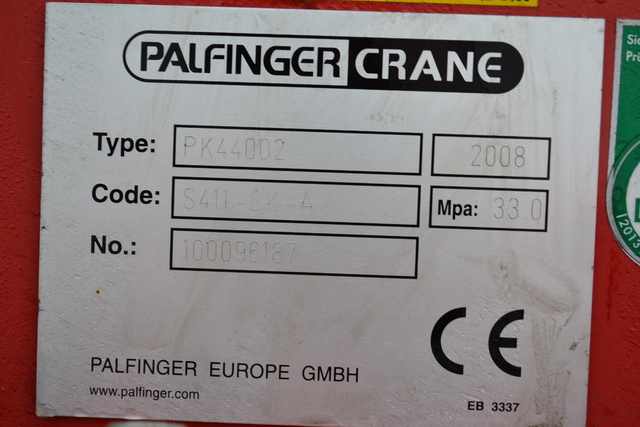 PALFINGER CRANE
Type: PK44002 2008
Code: S411-SK-A Mpa: 33.0
No.: 100096187
PALFINGER EUROPE GMBH
www.palfinger.com
EB 3337